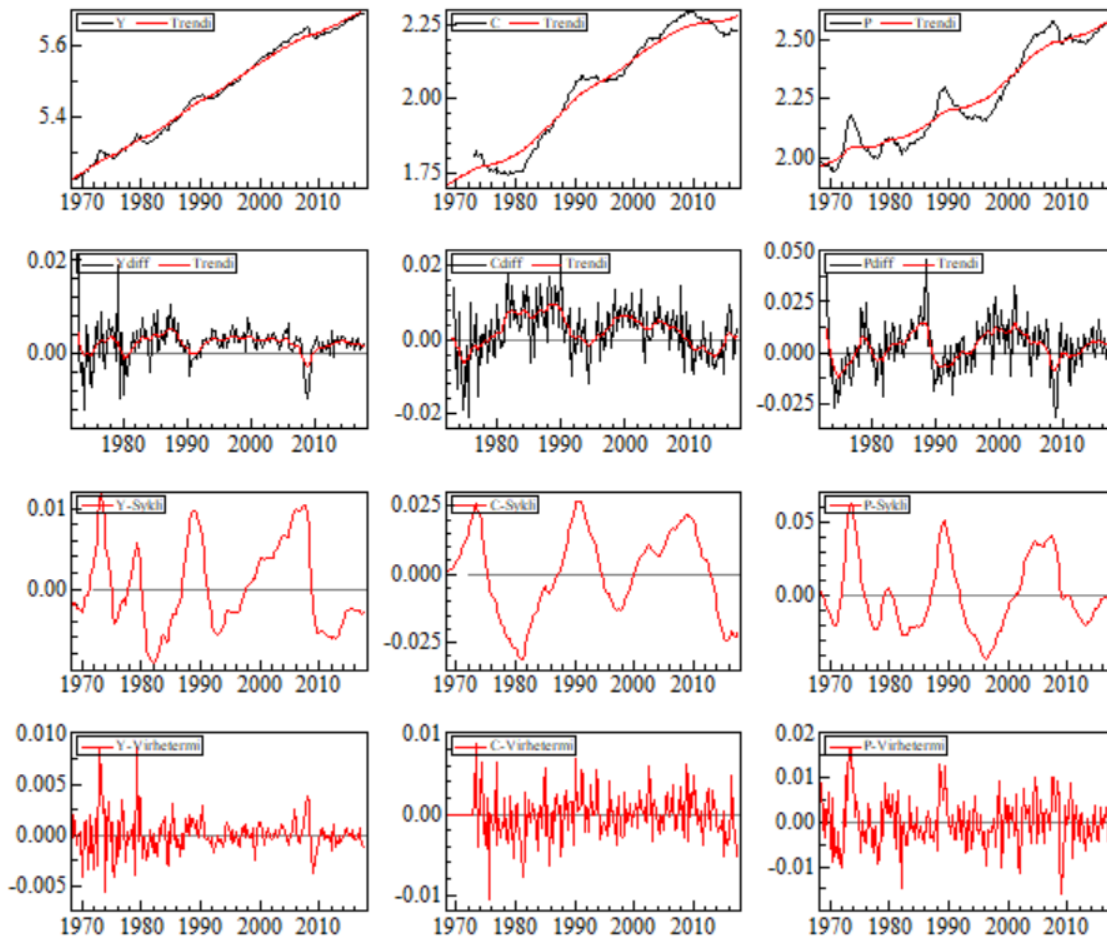 Y Trendi
5.6
5.4
1970 1980 1990 2000 2010
C Trendi
2.25
2.00
1.75
1970 1980 1990 2000 2010
P Trendi
2.50
2.25
2.00
1970 1980 1990 2000 2010
Ydiff Trendi
0.02
0.00
1980 1990 2000 2010
Cdiff Trendi
0.02
0.00
-0.02
1980 1990 2000 2010
Pdiff Trendi
0.050
0.025
0.000
-0.025
1980 1990 2000 2010
Y-Sykli
0.01
0.00
1970 1980 1990 2000 2010
C-Sykli
0.025
0.000
-0.025
1970 1980 1990 2000 2010
P-Sykli
0.05
0.00
1970 1980 1990 2000 2010
Y-Virhetermi
0.010
0.005
0.000
-0.005
1970 1980 1990 2000 2010
C-Virhetermi
0.01
0.00
-0.01
1970 1980 1990 2000 2010
P-Virhetermi
0.02
0.01
0.00
-0.01
1970 1980 1990 2000 2010